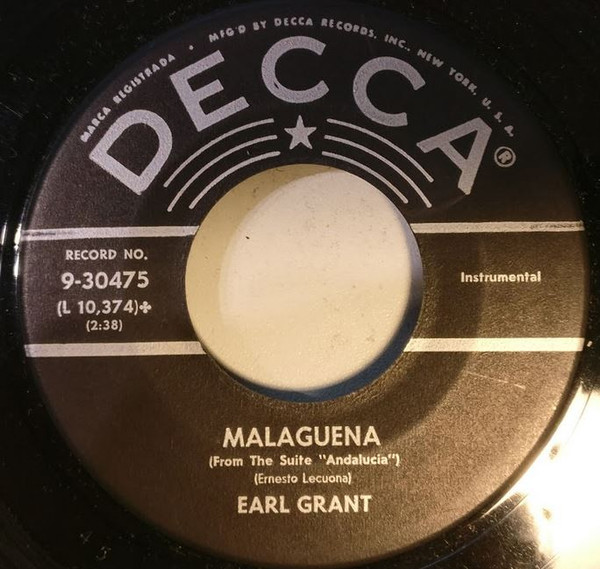 MARCA REGISTRADA • MFG'D BY DECCA RECORDS, INC., NEW YORK, U. S. A.
DECCA®
RECORD NO.
9-30475
(L 10,374)✤
(2:38)
Instrumental
MALAGUENA
(From The Suite "Andalucía")
(Ernesto Lecuona)
EARL GRANT